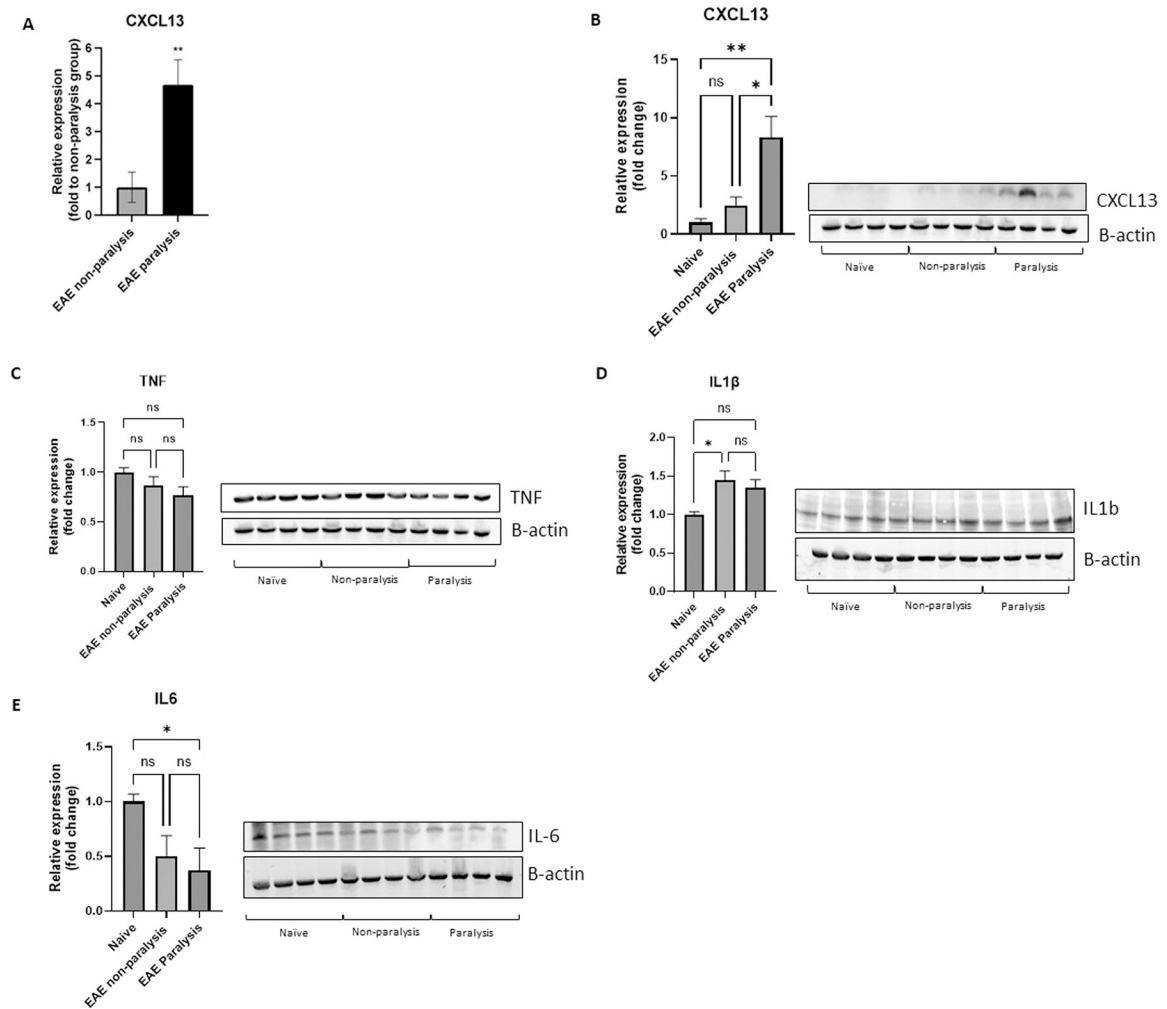 A
CXCL13
Relative expression
(fold to non-paralysis group)
6
5
4
3
2
1
0
**
EAE non-paralysis
EAE paralysis
B
CXCL13
Relative expression
(fold change)
15
10
5
0
**
ns
*
Naive
EAE non-paralysis
EAE Paralysis
CXCL13
B-actin
Naïve
Non-paralysis
Paralysis
C
TNF
Relative expression
(fold change)
1.5
1.0
0.5
0.0
ns
ns
ns
Naive
EAE non-paralysis
EAE Paralysis
TNF
B-actin
Naïve
Non-paralysis
Paralysis
D
IL1β
Relative expression
(fold change)
2.0
1.5
1.0
0.5
0.0
ns
*
ns
Naive
EAE non-paralysis
EAE Paralysis
IL1b
B-actin
Naïve
Non-paralysis
Paralysis
E
IL6
Relative expression
(fold change)
1.5
1.0
0.5
0.0
*
ns
ns
Naive
EAE non-paralysis
EAE Paralysis
IL-6
B-actin
Naïve
Non-paralysis
Paralysis